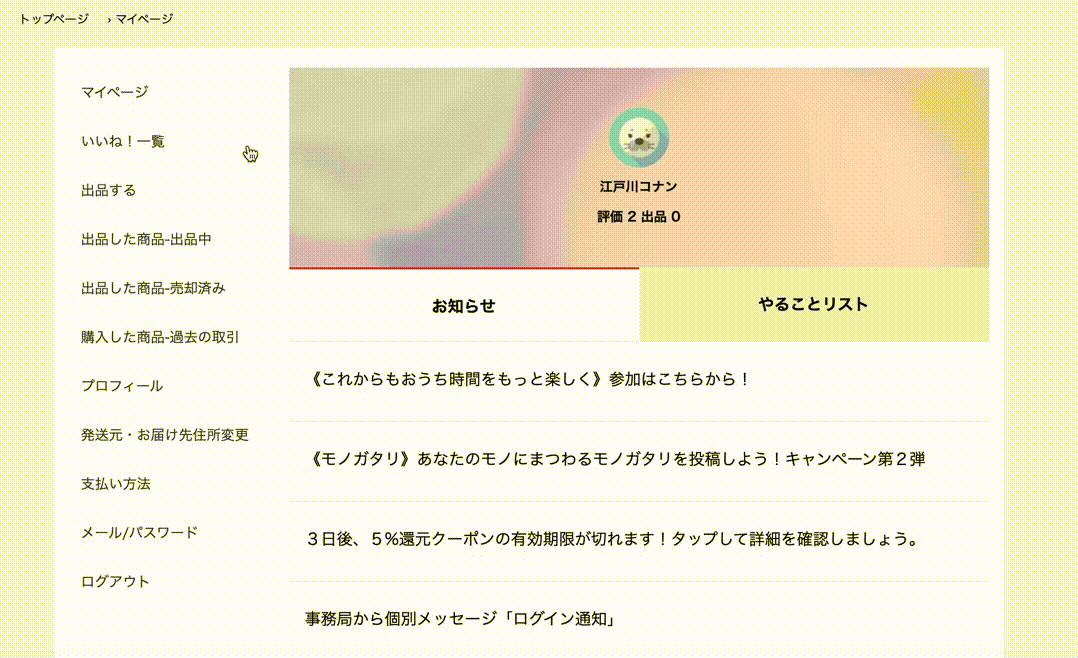 トップページ › マイページ
マイページ
いいね！一覧
出品する
出品した商品-出品中
出品した商品-売却済み
購入した商品-過去の取引
プロフィール
発送元・お届け先住所変更
支払い方法
メール/パスワード
ログアウト
江戸川コナン
評価 2 出品 0
お知らせ
やることリスト
《これからもおうち時間をもっと楽しく》参加はこちらから！
《モノガタリ》あなたのモノにまつわるモノガタリを投稿しよう！キャンペーン第２弾
３日後、５%還元クーポンの有効期限が切れます！タップして詳細を確認しましょう。
事務局から個別メッセージ「ログイン通知」